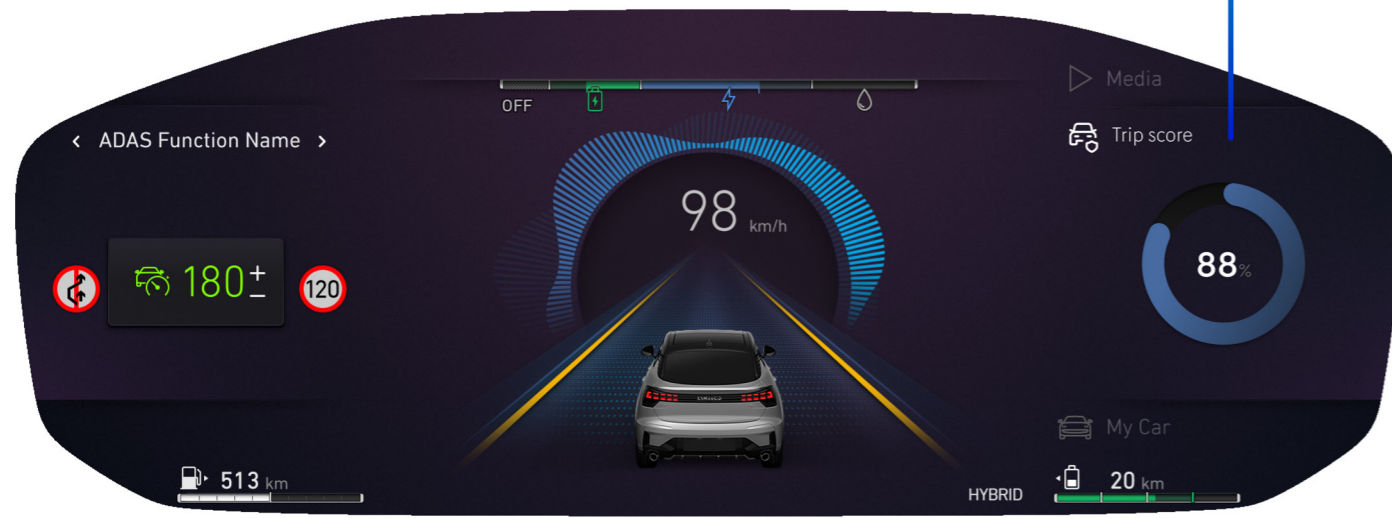 OFF
Media
‹ ADAS Function Name ›
Trip score
98 km/h
180 + −
120
88%
My Car
513 km
HYBRID
20 km